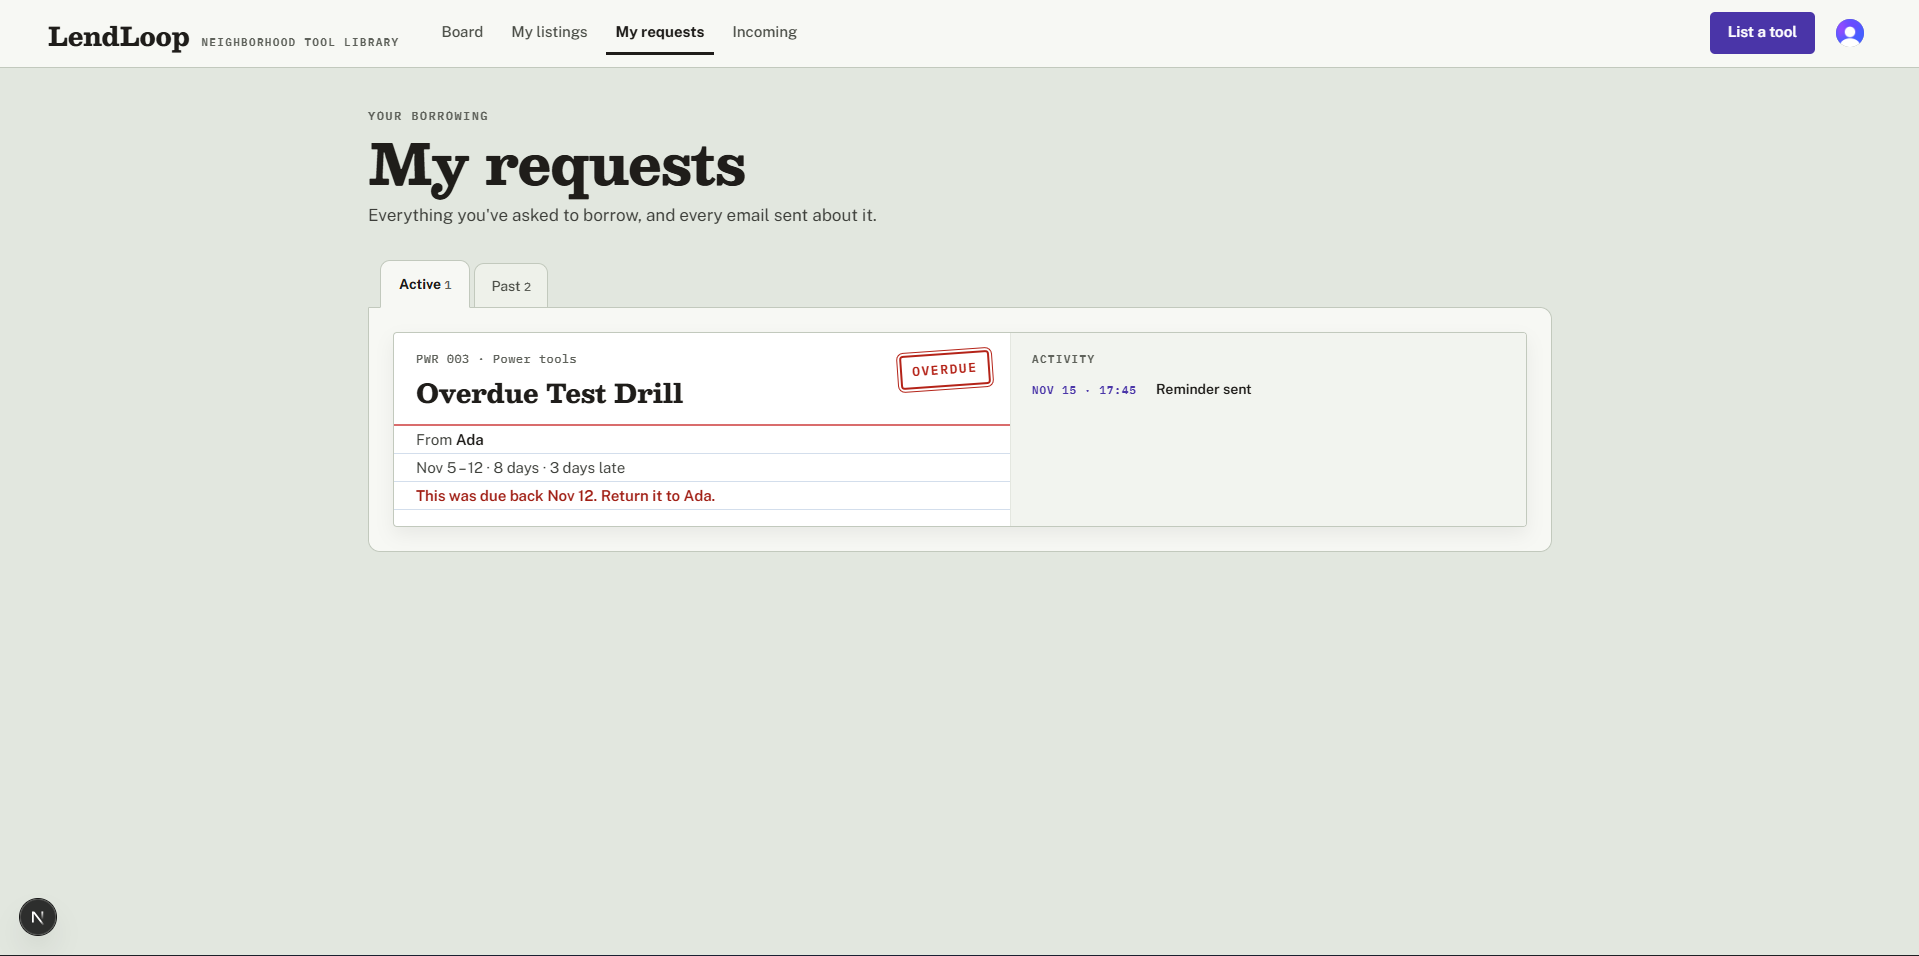 LendLoop NEIGHBORHOOD TOOL LIBRARY Board My listings My requests Incoming List a tool
YOUR BORROWING
My requests
Everything you've asked to borrow, and every email sent about it.
Active 1 Past 2
PWR 003 · Power tools
Overdue Test Drill
OVERDUE
From Ada
Nov 5–12 · 8 days · 3 days late
This was due back Nov 12. Return it to Ada.
ACTIVITY
NOV 15 · 17:45 Reminder sent
N